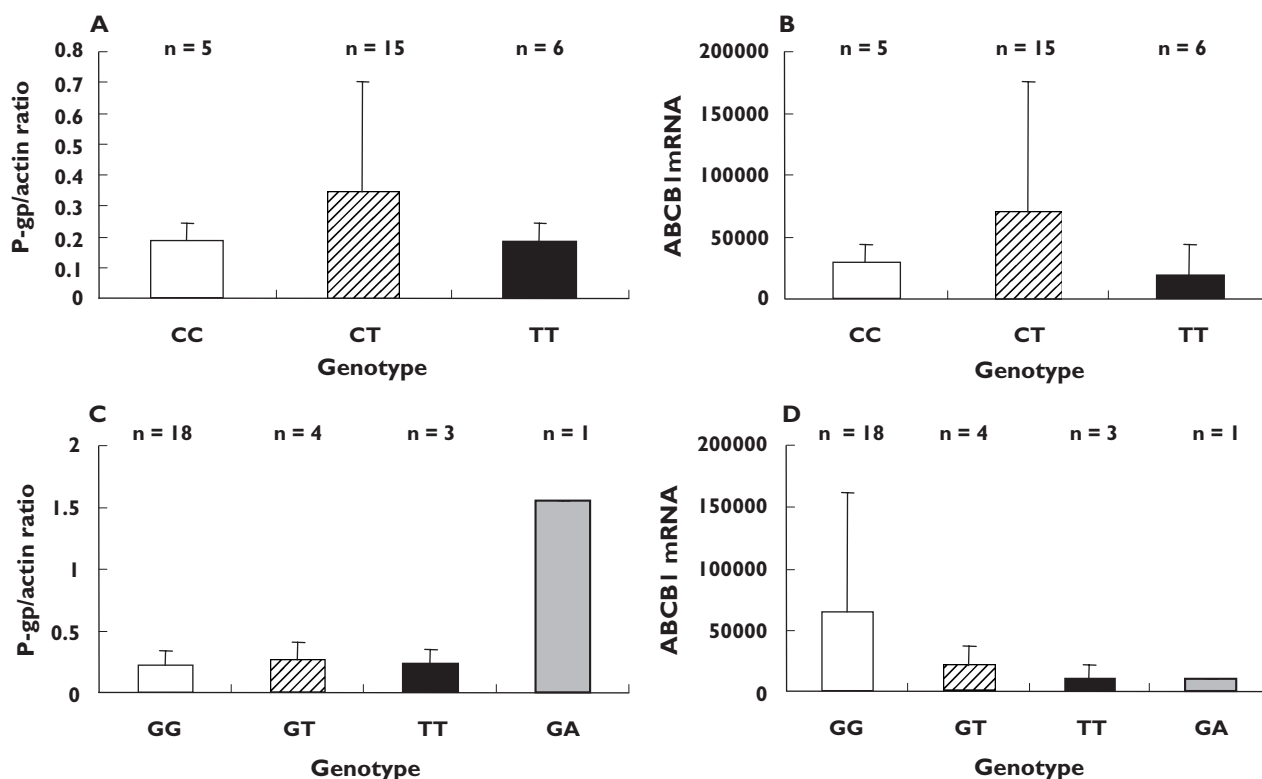 A
n = 5 n = 15 n = 6
0.8
0.7
0.6
0.5
0.4
0.3
0.2
0.1
0
P-gp/actin ratio
CC CT TT
Genotype
B
n = 5 n = 15 n = 6
200000
150000
100000
50000
0
ABCB1mRNA
CC CT TT
Genotype
C
n = 18 n = 4 n = 3 n = 1
2
1.5
1
0.5
0
P-gp/actin ratio
GG GT TT GA
Genotype
D
n = 18 n = 4 n = 3 n = 1
200000
150000
100000
50000
0
ABCB1 mRNA
GG GT TT GA
Genotype